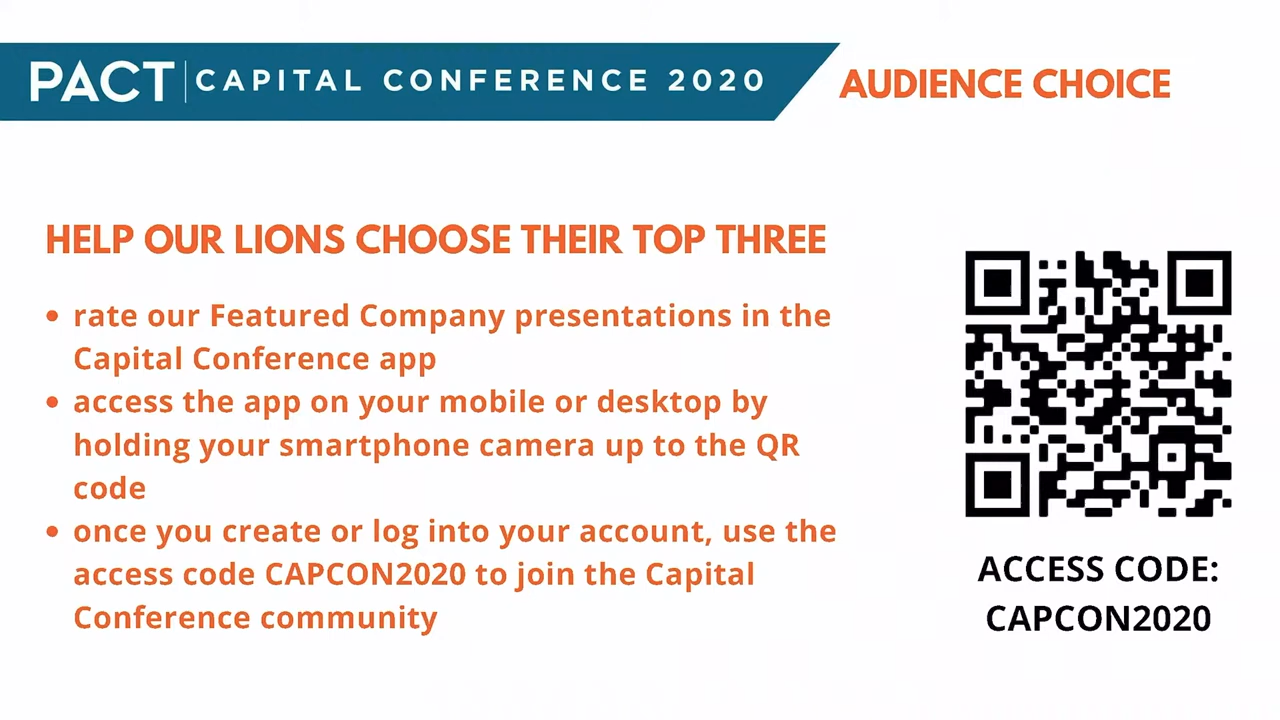 PACT | CAPITAL CONFERENCE 2020
AUDIENCE CHOICE
HELP OUR LIONS CHOOSE THEIR TOP THREE
• rate our Featured Company presentations in the
Capital Conference app
• access the app on your mobile or desktop by
holding your smartphone camera up to the QR
code
• once you create or log into your account, use the
access code CAPCON2020 to join the Capital
Conference community
ACCESS CODE:
CAPCON2020